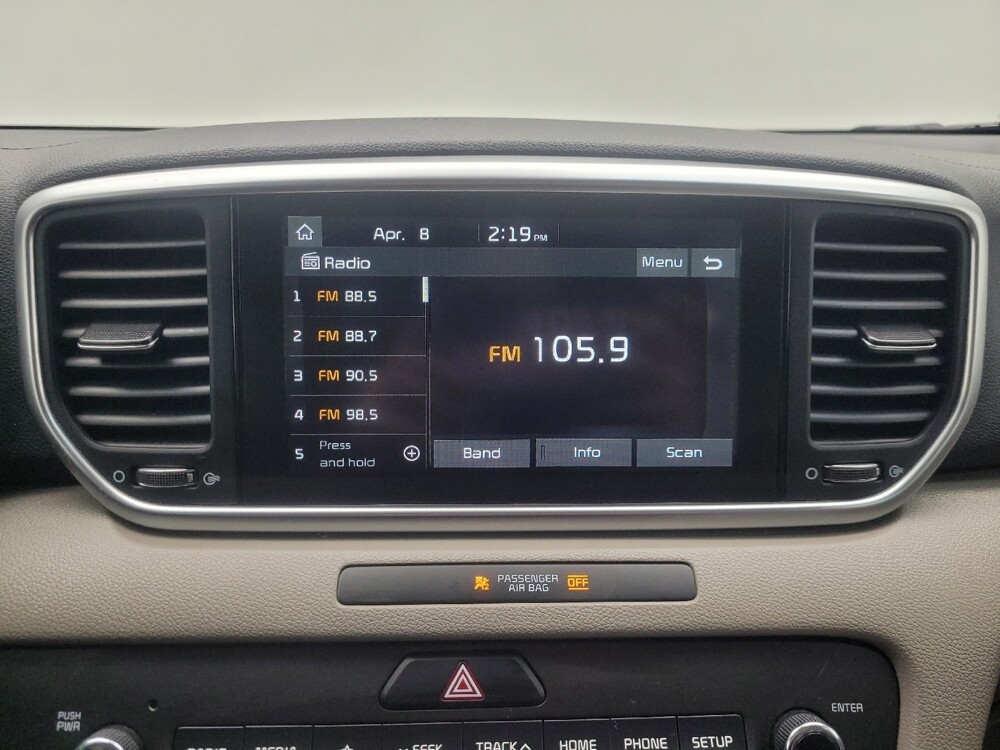 Apr. 8 2:19 PM
Radio Menu
1 FM 88.5
2 FM 88.7
3 FM 90.5
4 FM 98.5
5 Press and hold
FM 105.9
Band Info Scan
PASSENGER
AIR BAG OFF
PUSH
PWR
ENTER
RADIO MEDIA SEEK TRACK HOME PHONE SETUP